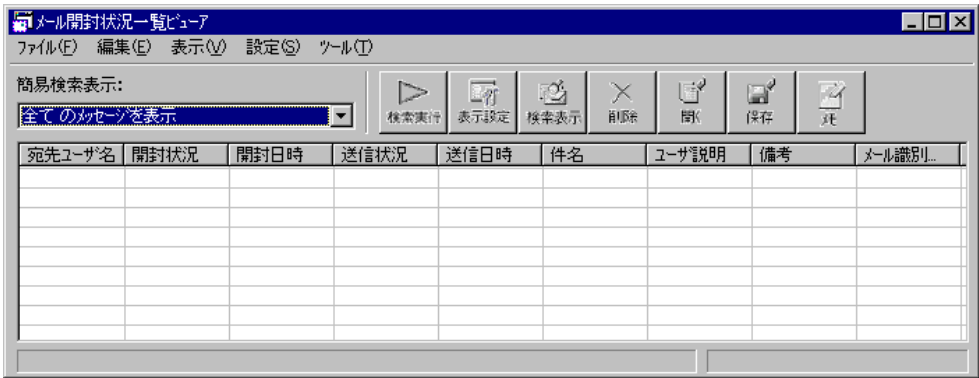 メール開封状況一覧ビューア
ファイル(F) 編集(E) 表示(V) 設定(S) ツール(T)
簡易検索表示:
全てのメッセージを表示
検索実行 表示設定 検索表示 削除 開く 保存 メモ
宛先ユーザ名 開封状況 開封日時 送信状況 送信日時 件名 ユーザ説明 備考 メール識別...